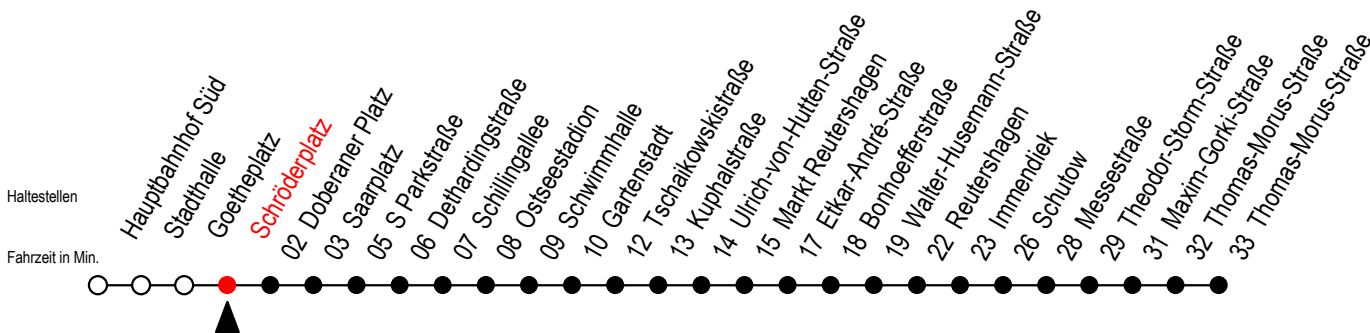 Haltestellen
Fahrzeit in Min.
Hauptbahnhof Süd
Stadthalle
Goetheplatz
Schröderplatz
02 Doberaner Platz
03 Saarplatz
05 S Parkstraße
06 Dethardingstraße
07 Schillingallee
08 Ostseestadion
09 Schwimmhalle
10 Gartenstadt
12 Tschaikowskistraße
13 Kuphalstraße
14 Ulrich-von-Hutten-Straße
15 Markt Reutershagen
17 Etkar-André-Straße
18 Bonhoefferstraße
19 Walter-Husemann-Straße
22 Reutershagen
23 Immendiek
26 Schutow
28 Messestraße
29 Theodor-Storm-Straße
31 Maxim-Gorki-Straße
32 Thomas-Morus-Straße
33 Thomas-Morus-Straße